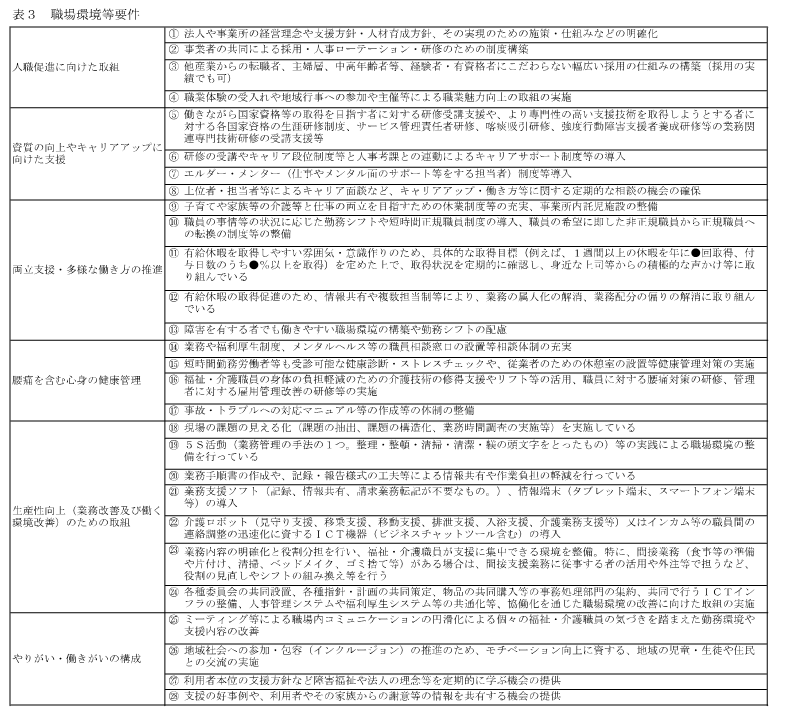 表３　職場環境等要件
入職促進に向けた取組
① 法人や事業所の経営理念や支援方針・人材育成方針、その実現のための施策・仕組みなどの明確化
② 事業者の共同による採用・人事ローテーション・研修のための制度構築
③ 他産業からの転職者、主婦層、中高年齢者等、経験者・有資格者にこだわらない幅広い採用の仕組みの構築（採用の実
績でも可）
④ 職業体験の受入れや地域行事への参加や主催等による職業魅力向上の取組の実施
資質の向上やキャリアアップに
向けた支援
⑤ 働きながら国家資格等の取得を目指す者に対する研修受講支援や、より専門性の高い支援技術を取得しようとする者に
対する各国家資格の生涯研修制度、サービス管理責任者研修、喀痰吸引研修、強度行動障害支援者養成研修等の業務関
連専門技術研修の受講支援等
⑥ 研修の受講やキャリア段位制度等と人事考課との連動によるキャリアサポート制度等の導入
⑦ エルダー・メンター（仕事やメンタル面のサポート等をする担当者）制度等導入
⑧ 上位者・担当者等によるキャリア面談など、キャリアアップ・働き方等に関する定期的な相談の機会の確保
両立支援・多様な働き方の推進
⑨ 子育てや家族等の介護等と仕事の両立を目指すための休業制度等の充実、事業所内託児施設の整備
⑩ 職員の事情等の状況に応じた勤務シフトや短時間正規職員制度の導入、職員の希望に即した非正規職員から正規職員へ
の転換の制度等の整備
⑪ 有給休暇を取得しやすい雰囲気・意識作りのため、具体的な取得目標（例えば、１週間以上の休暇を年に●回取得、付
与日数のうち●％以上を取得）を定めた上で、取得状況を定期的に確認し、身近な上司等からの積極的な声かけ等に取
り組んでいる
⑫ 有給休暇の取得促進のため、情報共有や複数担当制等により、業務の属人化の解消、業務配分の偏りの解消に取り組ん
でいる
⑬ 障害を有する者でも働きやすい職場環境の構築や勤務シフトの配慮
腰痛を含む心身の健康管理
⑭ 業務や福利厚生制度、メンタルヘルス等の職員相談窓口の設置等相談体制の充実
⑮ 短時間勤務労働者等も受診可能な健康診断・ストレスチェックや、従業者のための休憩室の設置等健康管理対策の実施
⑯ 福祉・介護職員の身体の負担軽減のための介護技術の修得支援やリフト等の活用、職員に対する腰痛対策の研修、管理
者に対する雇用管理改善の研修等の実施
⑰ 事故・トラブルへの対応マニュアル等の作成等の体制の整備
生産性向上（業務改善及び働く
環境改善）のための取組
⑱ 現場の課題の見える化（課題の抽出、課題の構造化、業務時間調査の実施等）を実施している
⑲ ５Ｓ活動（業務管理の手法の１つ。整理・整頓・清掃・清潔・躾の頭文字をとったもの）等の実践による職場環境の整
備を行っている
⑳ 業務手順書の作成や、記録・報告様式の工夫等による情報共有や作業負担の軽減を行っている
㉑ 業務支援ソフト（記録、情報共有、請求業務転記が不要なもの。）、情報端末（タブレット端末、スマートフォン端末
等）の導入
㉒ 介護ロボット（見守り支援、移乗支援、移動支援、排泄支援、入浴支援、介護業務支援等）又はインカム等の職員間の
連絡調整の迅速化に資するＩＣＴ機器（ビジネスチャットツール含む）の導入
㉓ 業務内容の明確化と役割分担を行い、福祉・介護職員が支援に集中できる環境を整備。特に、間接業務（食事等の準備
や片付け、清掃、ベッドメイク、ゴミ捨て等）がある場合は、間接支援業務に従事する者の活用や外注等で担うなど、
役割の見直しやシフトの組み換え等を行う
㉔ 各種委員会の共同設置、各種指針・計画の共同策定、物品の共同購入等の事務処理部門の集約、共同で行うＩＣＴイン
フラの整備、人事管理システムや福利厚生システム等の共通化等、協働化を通じた職場環境の改善に向けた取組の実施
やりがい・働きがいの構成
㉕ ミーティング等による職場内コミュニケーションの円滑化による個々の福祉・介護職員の気づきを踏まえた勤務環境や
支援内容の改善
㉖ 地域社会への参加・包容（インクルージョン）の推進のため、モチベーション向上に資する、地域の児童・生徒や住民
との交流の実施
㉗ 利用者本位の支援方針など障害福祉や法人の理念等を定期的に学ぶ機会の提供
㉘ 支援の好事例や、利用者やその家族からの謝意等の情報を共有する機会の提供